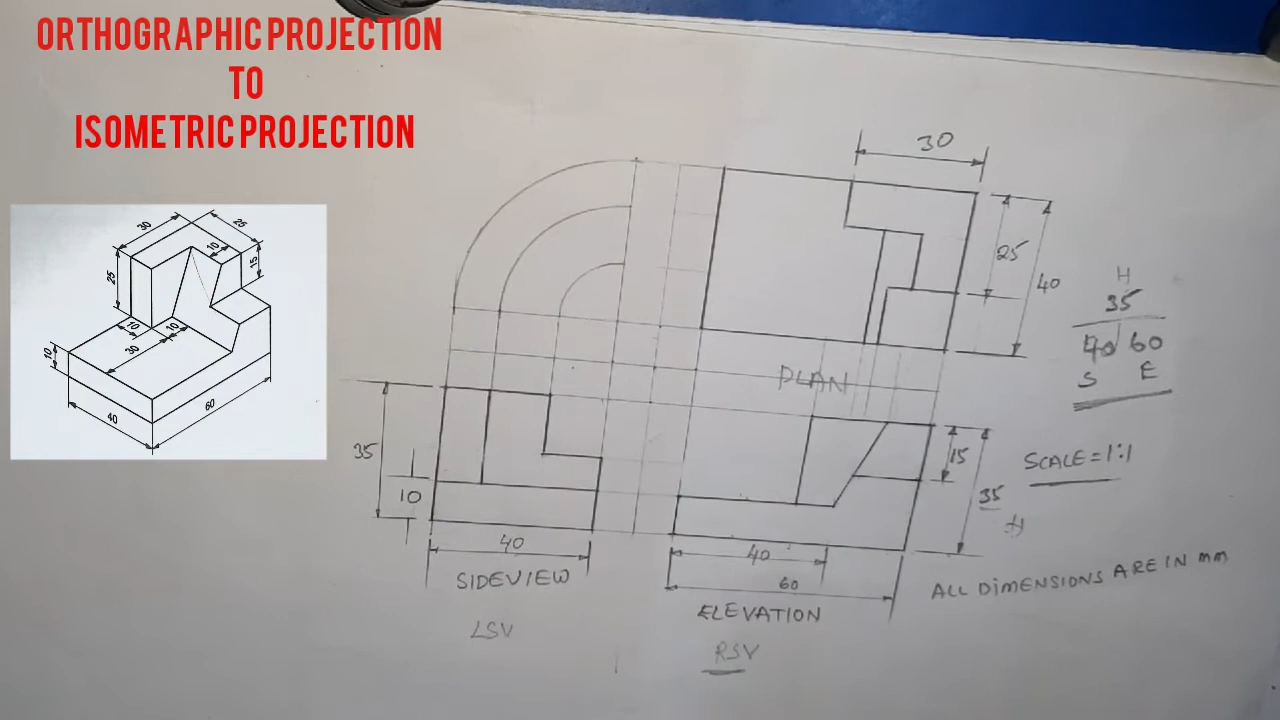 ORTHOGRAPHIC PROJECTION
TO
ISOMETRIC PROJECTION
30
25
10
15
25
10
10
30
10
40
60
30
25
40
H
35
40 60
S E
PLAN
35
10
40
SIDEVIEW
LSV
15
35
H
40
60
ELEVATION
RSV
SCALE = 1:1
ALL DIMENSIONS ARE IN MM